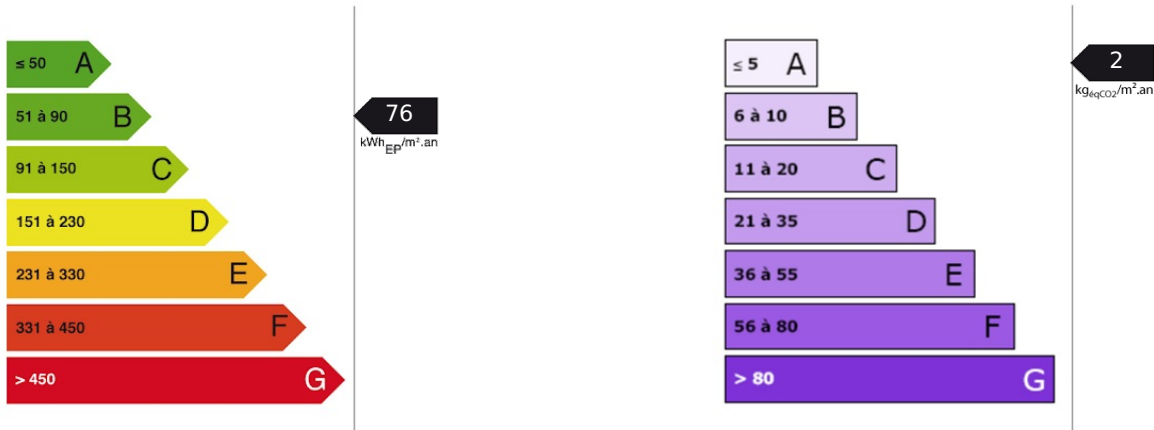 ≤ 50 A
51 à 90 B
91 à 150 C
151 à 230 D
231 à 330 E
331 à 450 F
> 450 G
76
kWhEP/m².an
≤ 5 A
6 à 10 B
11 à 20 C
21 à 35 D
36 à 55 E
56 à 80 F
> 80 G
2
kgéqCO2/m².an